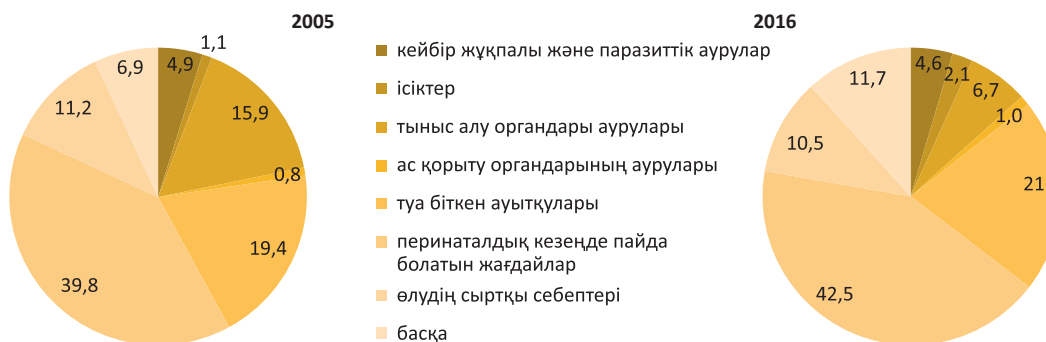 2005
2016
4,9
1,1
15,9
0,8
19,4
39,8
11,2
6,9
кейбір жұқпалы және паразиттік аурулар
ісіктер
тыныс алу органдары аурулары
ас қорыту органдарының аурулары
туа біткен ауытқулары
перинаталдық кезеңде пайда
болатын жағдайлар
өлудің сыртқы себептері
басқа
4,6
2,1
6,7
1,0
21
42,5
10,5
11,7